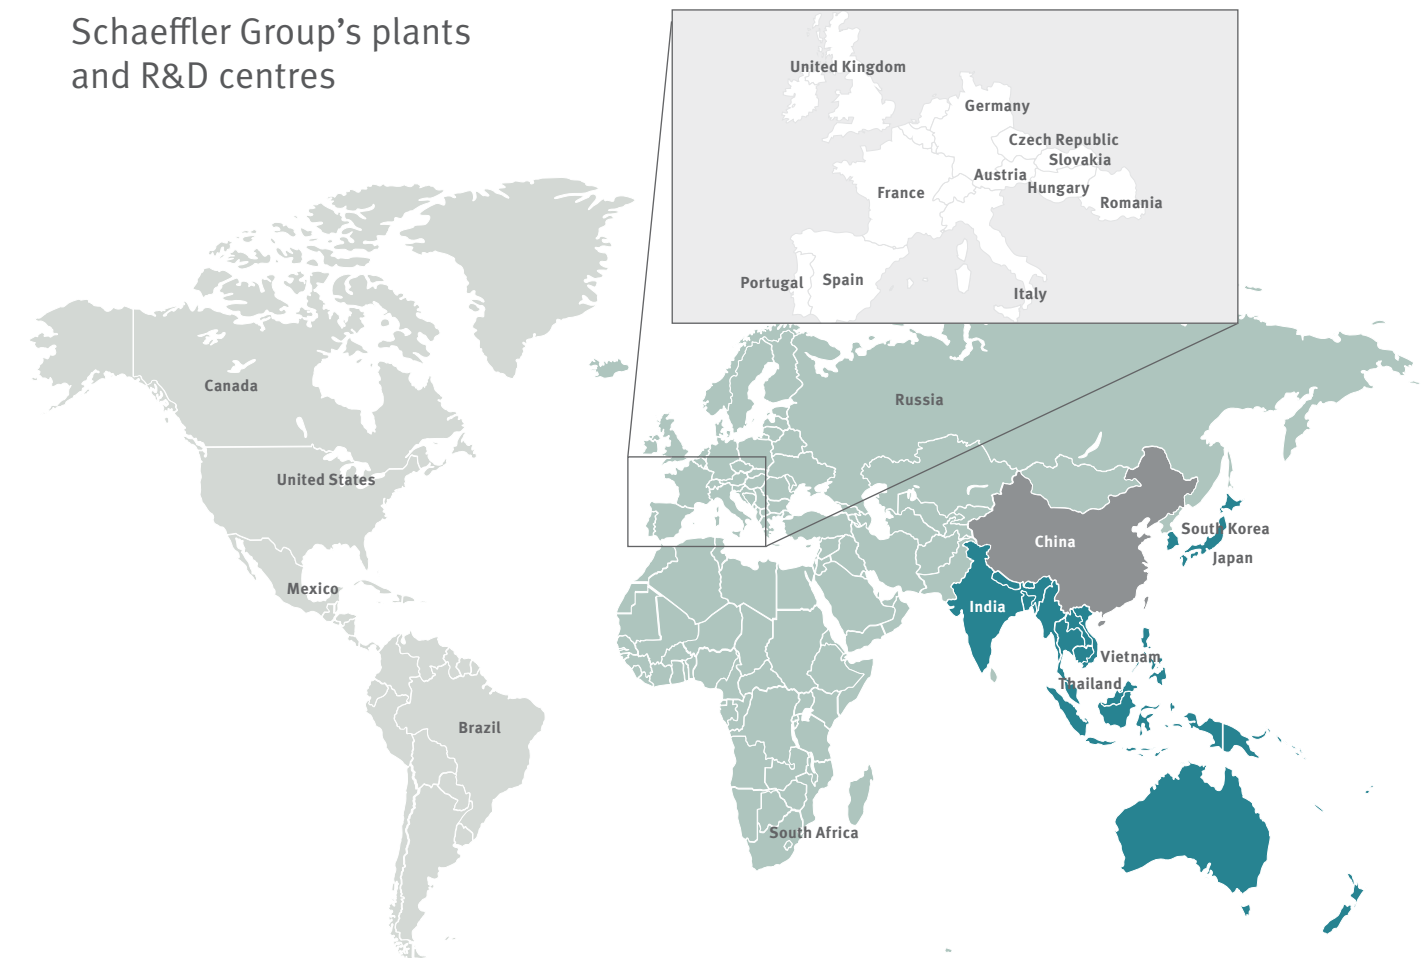 Schaeffler Group’s plants
and R&D centres
United Kingdom
Germany
Czech Republic
Slovakia
Austria
Hungary
France
Romania
Portugal
Spain
Italy
Canada
Russia
United States
South Korea
China
Japan
Mexico
India
Vietnam
Thailand
Brazil
South Africa